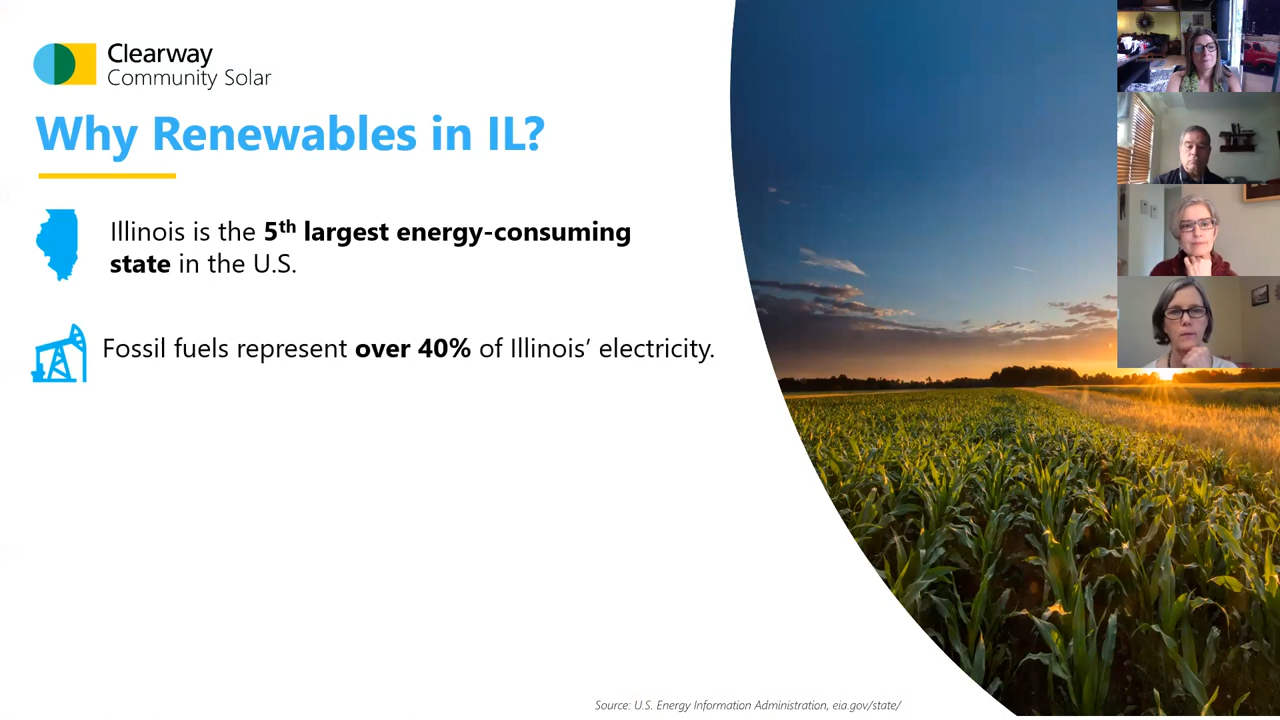 Clearway
Community Solar
Why Renewables in IL?
Illinois is the 5th largest energy-consuming
state in the U.S.
Fossil fuels represent over 40% of Illinois’ electricity.
Source: U.S. Energy Information Administration, eia.gov/state/